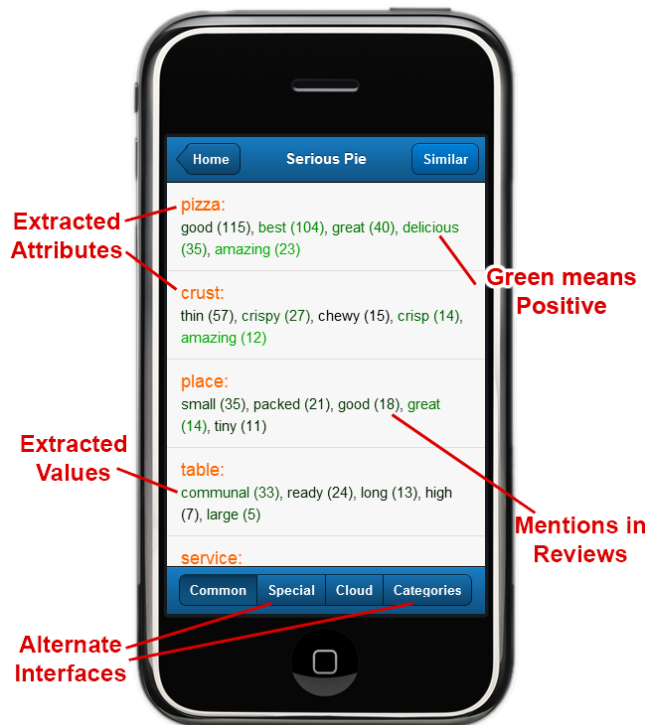 Home
Serious Pie
Similar
pizza:
good (115), best (104), great (40), delicious
(35), amazing (23)
crust:
thin (57), crispy (27), chewy (15), crisp (14),
amazing (12)
place:
small (35), packed (21), good (18), great
(14), tiny (11)
table:
communal (33), ready (24), long (13), high
(7), large (5)
service:
Common
Special
Cloud
Categories
Extracted
Attributes
Green means
Positive
Extracted
Values
Mentions in
Reviews
Alternate
Interfaces